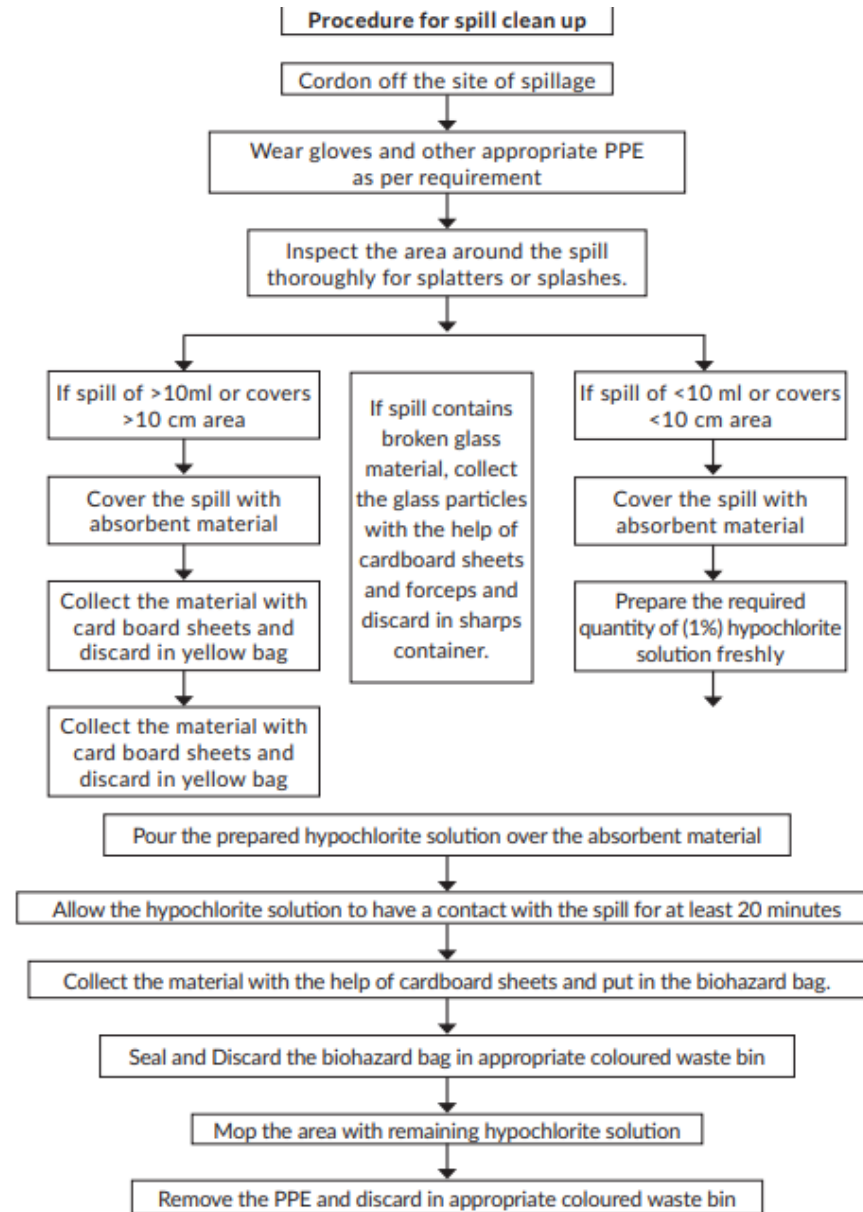 Procedure for spill clean up
Cordon off the site of spillage
Wear gloves and other appropriate PPE
as per requirement
Inspect the area around the spill
thoroughly for splatters or splashes.
If spill of >10ml or covers
>10 cm area
Cover the spill with
absorbent material
Collect the material with
card board sheets and
discard in yellow bag
Collect the material with
card board sheets and
discard in yellow bag
If spill contains
broken glass
material, collect
the glass particles
with the help of
cardboard sheets
and forceps and
discard in sharps
container.
If spill of <10 ml or covers
<10 cm area
Cover the spill with
absorbent material
Prepare the required
quantity of (1%) hypochlorite
solution freshly
Pour the prepared hypochlorite solution over the absorbent material
Allow the hypochlorite solution to have a contact with the spill for at least 20 minutes
Collect the material with the help of cardboard sheets and put in the biohazard bag.
Seal and Discard the biohazard bag in appropriate coloured waste bin
Mop the area with remaining hypochlorite solution
Remove the PPE and discard in appropriate coloured waste bin